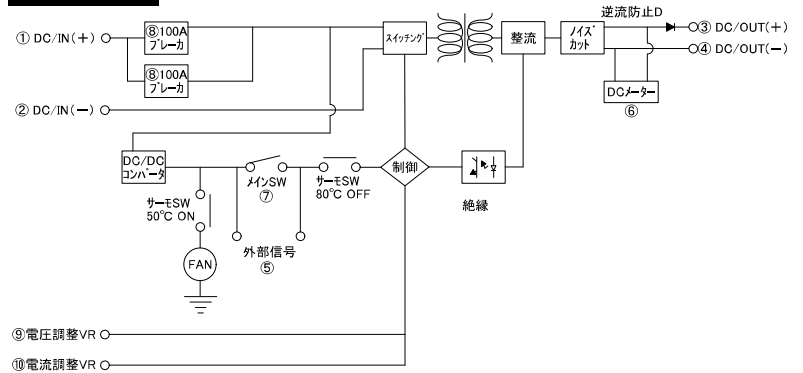 逆流防止D
① DC/IN(+)
⑧100A
ブレーカ
スイッチング
整流
ノイズ
カット
③ DC/OUT(+)
④ DC/OUT(−)
⑧100A
ブレーカ
DCメーター
⑥
② DC/IN(−)
DC/DC
コンバータ
メインSW
⑦
サーモSW
80℃ OFF
制御
絶縁
サーモSW
50℃ ON
外部信号
⑤
FAN
⑨電圧調整VR
⑩電流調整VR